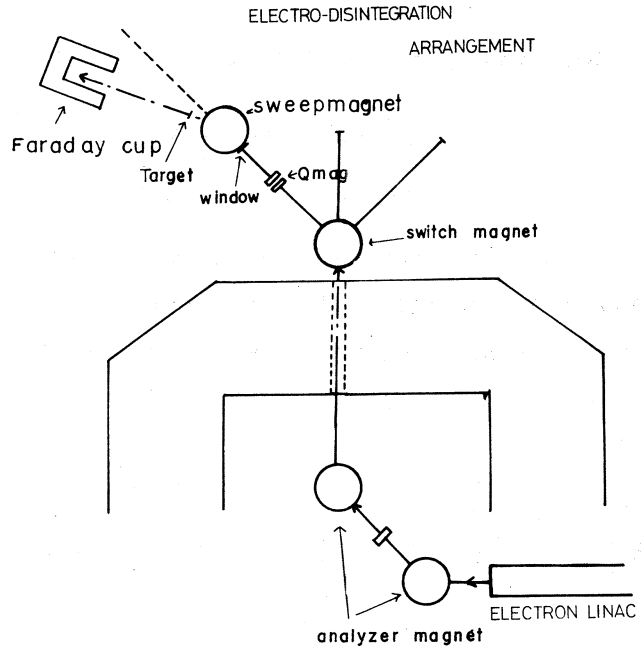 ELECTRO-DISINTEGRATION
ARRANGEMENT
sweepmagnet
Faraday cup
Target
window
Qmag
switch magnet
ELECTRON LINAC
analyzer magnet